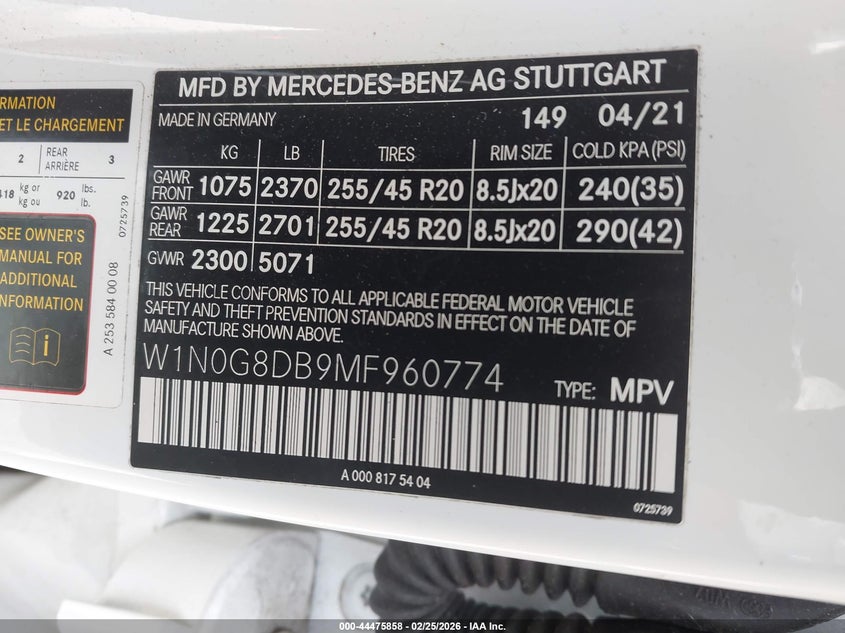 RMATION
ET LE CHARGEMENT
2 REAR ARRIÈRE 3
418 kg or kg ou 920 lbs. lb.
SEE OWNER'S
MANUAL FOR
ADDITIONAL
INFORMATION
i
0725739
A 253 584 00 08
MFD BY MERCEDES-BENZ AG STUTTGART
MADE IN GERMANY 149 04/21
KG LB TIRES RIM SIZE COLD KPA (PSI)
GAWR FRONT 1075 2370 255/45 R20 8.5Jx20 240(35)
GAWR REAR 1225 2701 255/45 R20 8.5Jx20 290(42)
GVWR 2300 5071
THIS VEHICLE CONFORMS TO ALL APPLICABLE FEDERAL MOTOR VEHICLE
SAFETY AND THEFT PREVENTION STANDARDS IN EFFECT ON THE DATE OF
MANUFACTURE SHOWN ABOVE.
W1N0G8DB9MF960774
TYPE: MPV
A 000 817 54 04
0725739
000-44475858 - 02/25/2026 - IAA Inc.